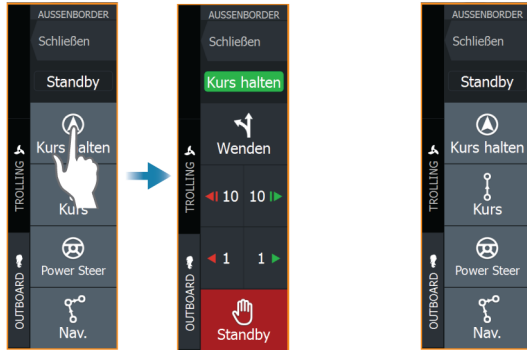 AUSSENBORDER
Schließen
Standby
Kurs halten
Kurs
Power Steer
Nav.
TROLLING
OUTBOARD
AUSSENBORDER
Schließen
Kurs halten
Wenden
10 10
1 1
Standby
TROLLING
OUTBOARD
AUSSENBORDER
Schließen
Standby
Kurs halten
Kurs
Power Steer
Nav.
TROLLING
OUTBOARD